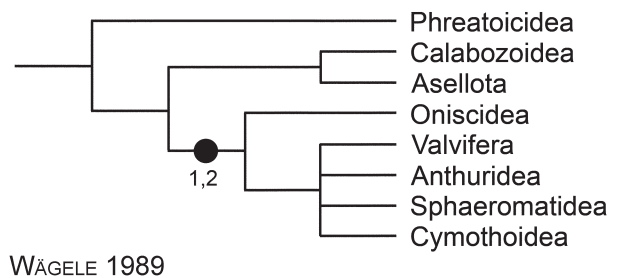 Phreatoicidea
Calabozoidea
Asellota
Oniscidea
1,2
Valvifera
Anthuridea
Sphaeromatidea
Cymothoidea
WÄGELE 1989